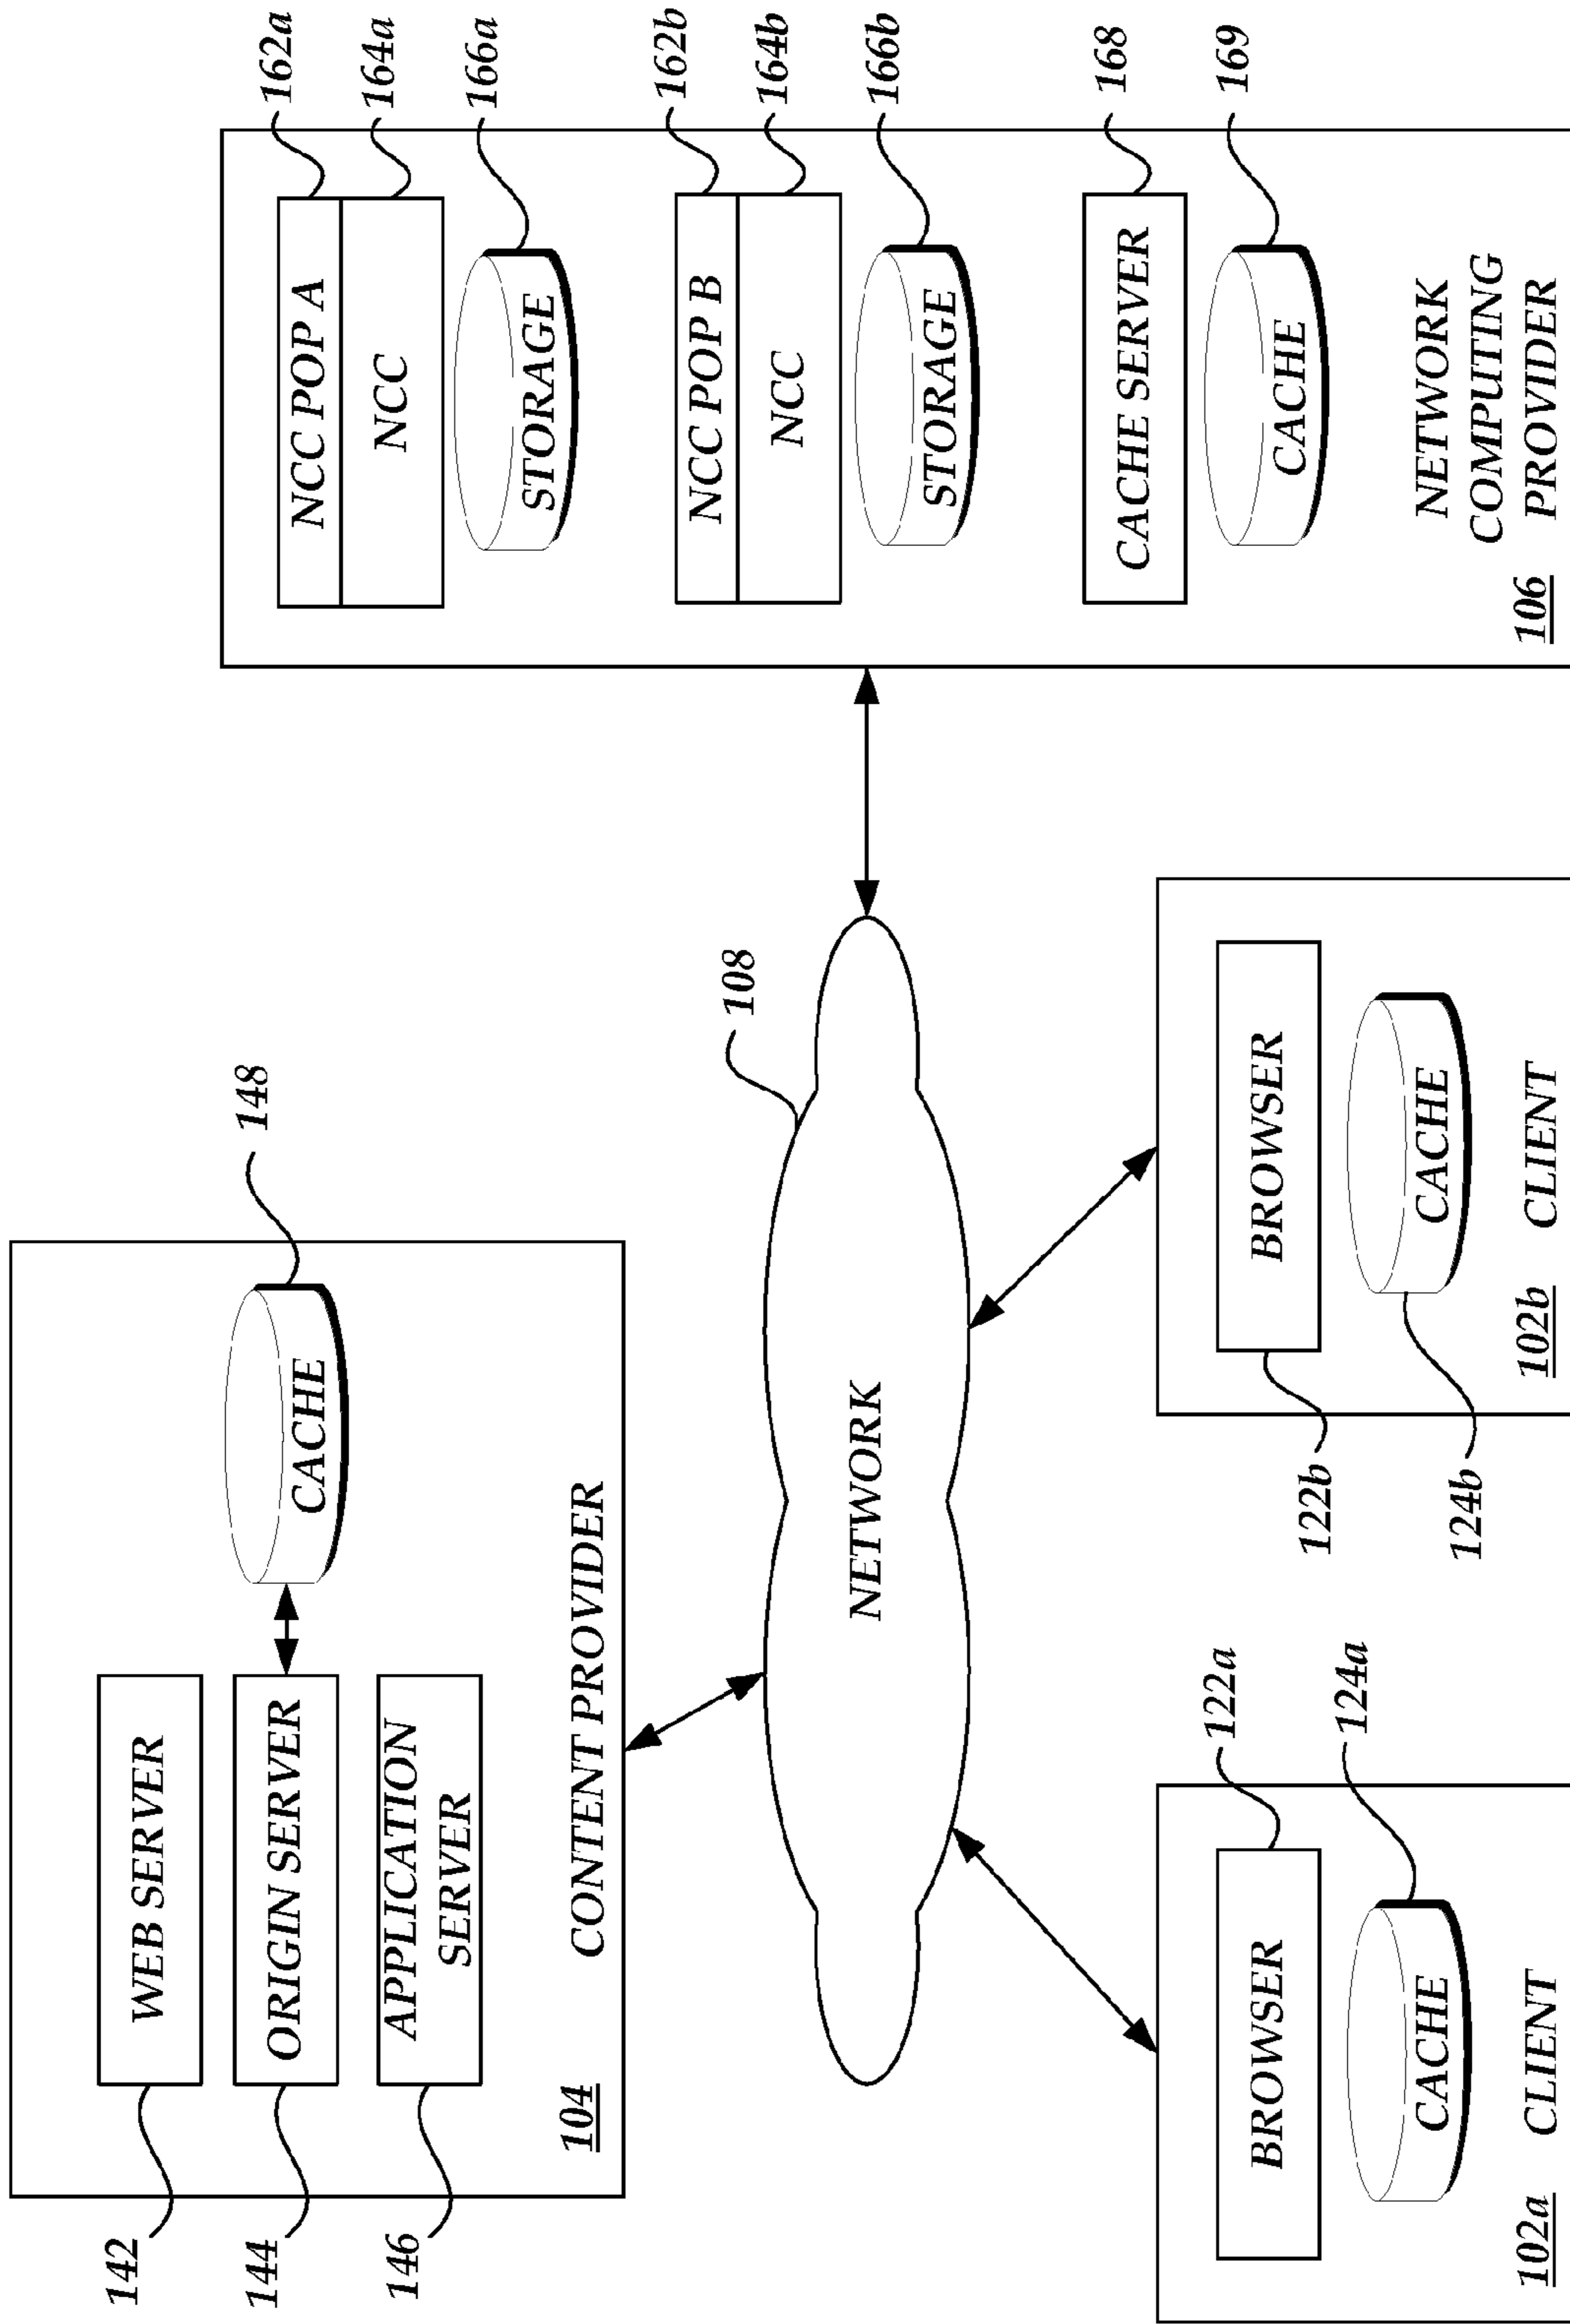 142
144
146
WEB SERVER
ORIGIN SERVER
APPLICATION
SERVER
CACHE
148
104
CONTENT PROVIDER
NETWORK
108
102a
BROWSER
CACHE
CLIENT
122a
124a
122b
124b
102b
BROWSER
CACHE
CLIENT
NCC POP A
NCC
STORAGE
NCC POP B
NCC
STORAGE
CACHE SERVER
CACHE
NETWORK
COMPUTING
PROVIDER
106
162a
164a
166a
162b
164b
166b
168
169